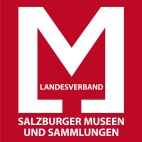 LANDESVERBAND
SALZBURGER MUSEEN
UND SAMMLUNGEN